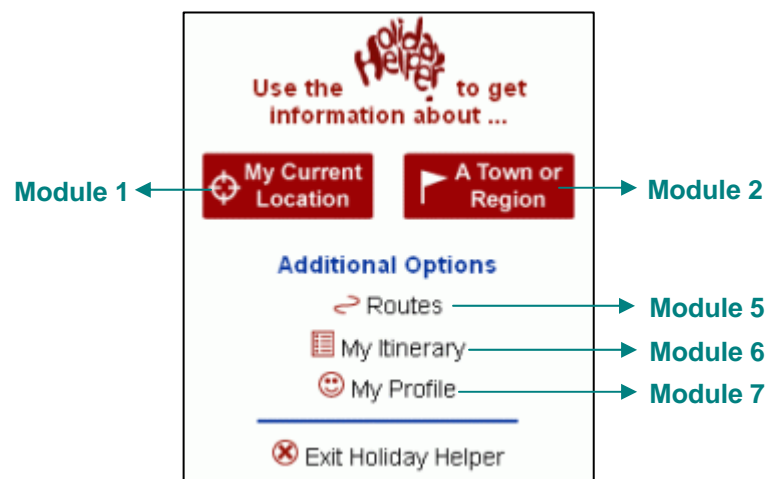 Holiday
Helper
Use the to get
information about ...
Module 1
My Current
Location
A Town or
Region
Module 2
Additional Options
Routes
Module 5
My Itinerary
Module 6
My Profile
Module 7
Exit Holiday Helper